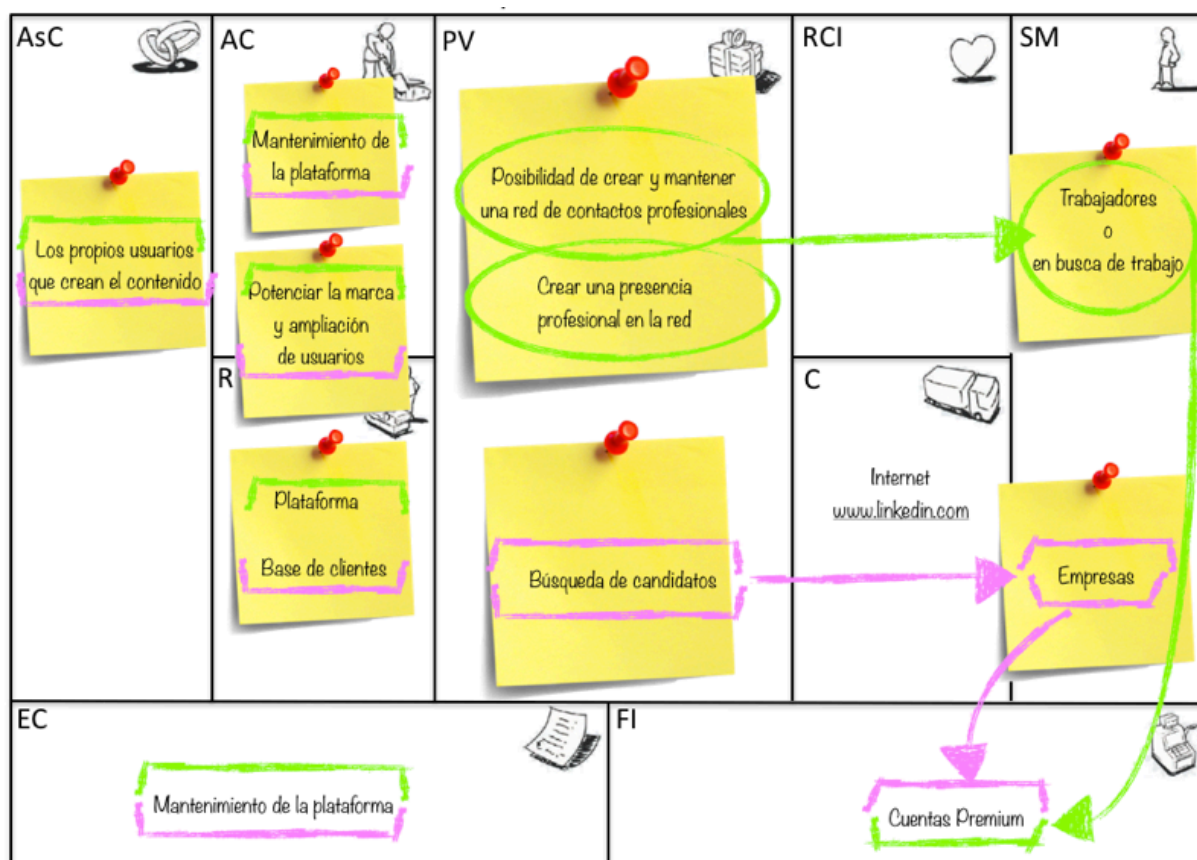 AsC
Los propios usuarios
que crean el contenido
AC
Mantenimiento de
la plataforma
Potenciar la marca
y ampliación
de usuarios
R
Plataforma
Base de clientes
PV
Posibilidad de crear y mantener
una red de contactos profesionales
Crear una presencia
profesional en la red
Búsqueda de candidatos
RCI
C
Internet
www.linkedin.com
SM
Trabajadores
o
en busca de trabajo
Empresas
EC
Mantenimiento de la plataforma
FI
Cuentas Premium